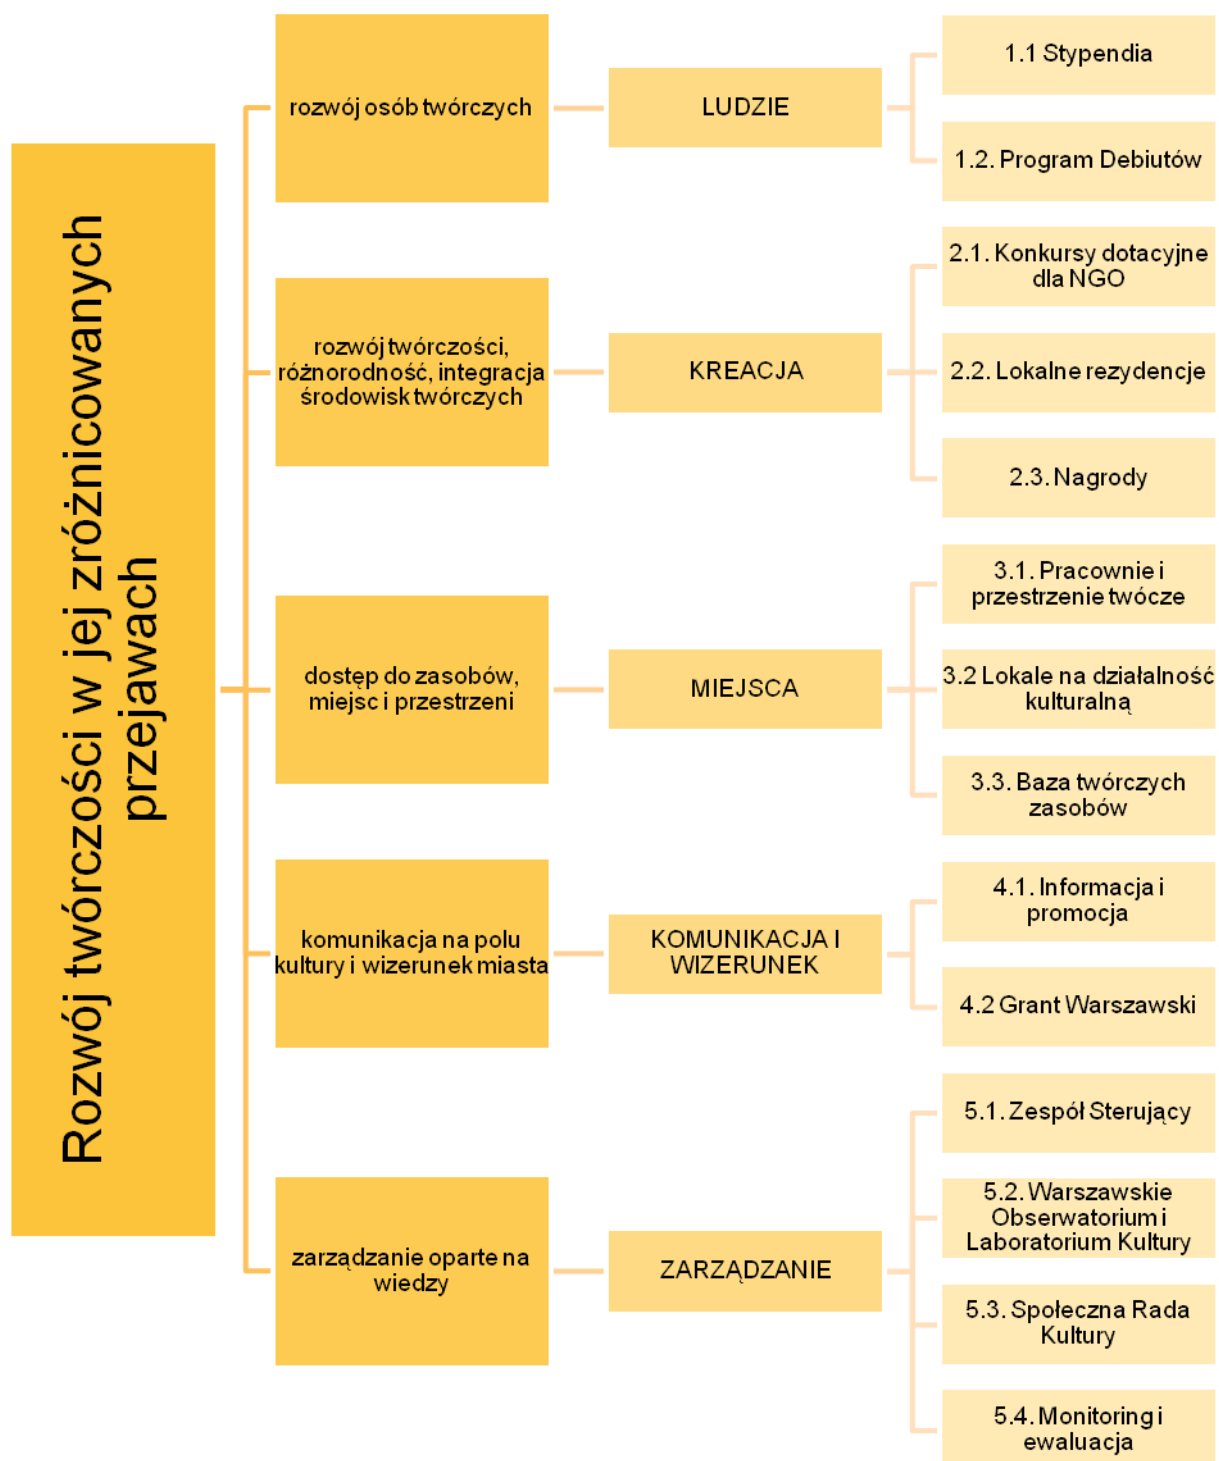 Rozwój twórczości w jej zróżnicowanych
przejawach
rozwój osób twórczych
LUDZIE
1.1 Stypendia
1.2. Program Debiutów
rozwój twórczości,
różnorodność, integracja
środowisk twórczych
KREACJA
2.1. Konkursy dotacyjne
dla NGO
2.2. Lokalne rezydencje
2.3. Nagrody
dostęp do zasobów,
miejsc i przestrzeni
MIEJSCA
3.1. Pracownie i
przestrzenie twócze
3.2 Lokale na działalność
kulturalną
3.3. Baza twórczych
zasobów
komunikacja na polu
kultury i wizerunek miasta
KOMUNIKACJA I
WIZERUNEK
4.1. Informacja i
promocja
4.2 Grant Warszawski
zarządzanie oparte na
wiedzy
ZARZĄDZANIE
5.1. Zespół Sterujący
5.2. Warszawskie
Obserwatorium i
Laboratorium Kultury
5.3. Społeczna Rada
Kultury
5.4. Monitoring i
ewaluacja